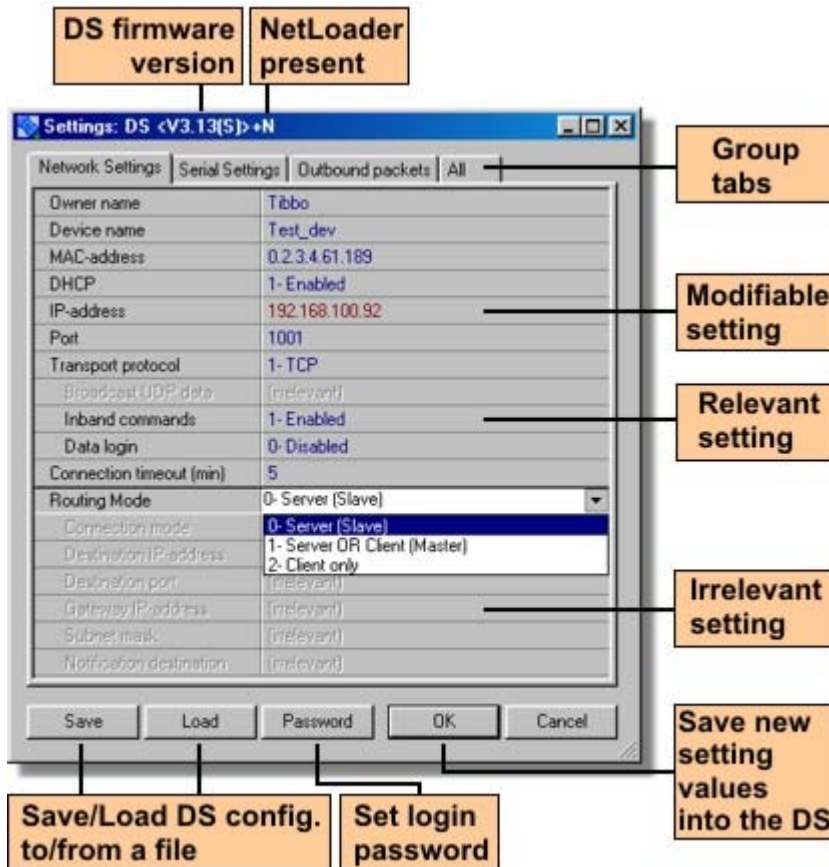 DS firmware
version
NetLoader
present
Settings: DS <V3.13(S)>+N
Network Settings
Serial Settings
Outbound packets
All
Group
tabs
Owner name
Tibbo
Device name
Test_dev
MAC-address
0.2.3.4.61.189
DHCP
1- Enabled
IP-address
192.168.100.92
Modifiable
setting
Port
1001
Transport protocol
1- TCP
Broadcast UDP data
(irrelevant)
Inband commands
1- Enabled
Relevant
setting
Data login
0- Disabled
Connection timeout (min)
5
Routing Mode
0- Server (Slave)
Connection mode
0- Server (Slave)
Destination IP-address
1- Server OR Client (Master)
2- Client only
Destination port
(irrelevant)
Gateway IP-address
(irrelevant)
Irrelevant
setting
Subnet mask
(irrelevant)
Notification destination
(irrelevant)
Save
Load
Password
OK
Cancel
Save new
setting
values
into the DS
Save/Load DS config.
to/from a file
Set login
password